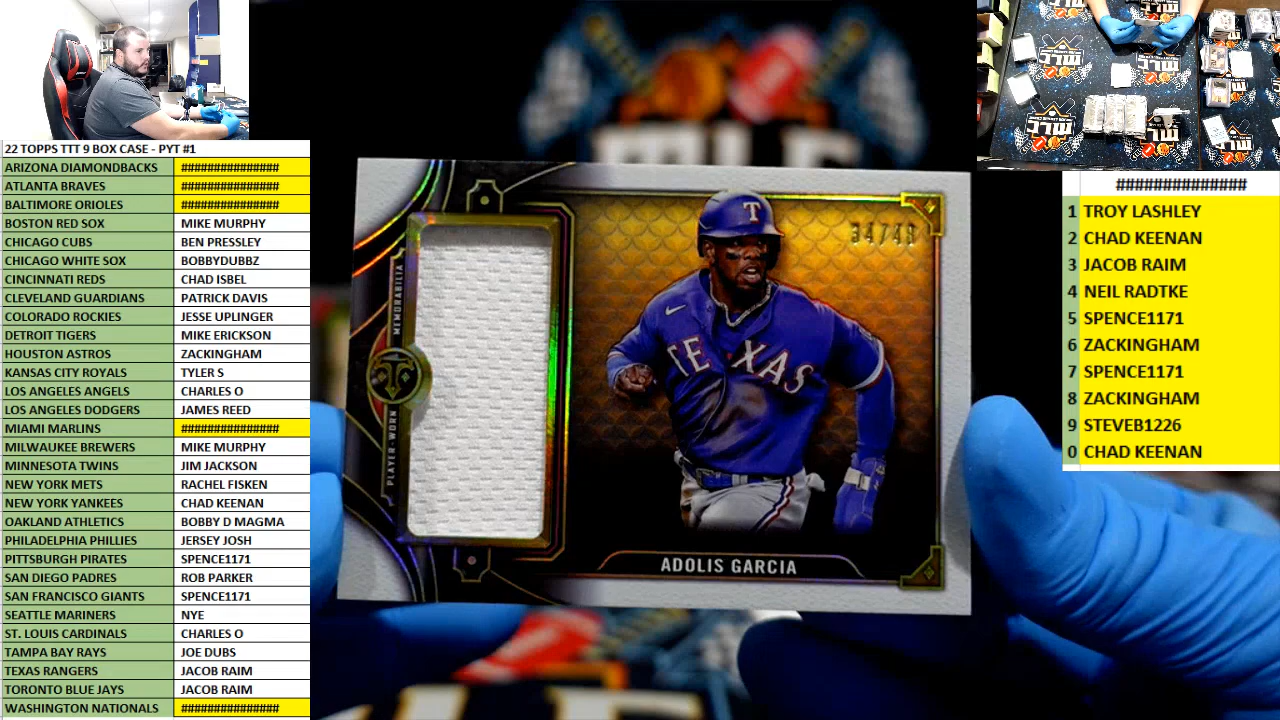 22 TOPPS TTT 9 BOX CASE - PYT #1
ARIZONA DIAMONDBACKS ###############
ATLANTA BRAVES ###############
BALTIMORE ORIOLES ###############
BOSTON RED SOX MIKE MURPHY
CHICAGO CUBS BEN PRESSLEY
CHICAGO WHITE SOX BOBBYDUBBZ
CINCINNATI REDS CHAD ISBEL
CLEVELAND GUARDIANS PATRICK DAVIS
COLORADO ROCKIES JESSE UPLINGER
DETROIT TIGERS MIKE ERICKSON
HOUSTON ASTROS ZACKINGHAM
KANSAS CITY ROYALS TYLER S
LOS ANGELES ANGELS CHARLES O
LOS ANGELES DODGERS JAMES REED
MIAMI MARLINS ###############
MILWAUKEE BREWERS MIKE MURPHY
MINNESOTA TWINS JIM JACKSON
NEW YORK METS RACHEL FISKEN
NEW YORK YANKEES CHAD KEENAN
OAKLAND ATHLETICS BOBBY D MAGMA
PHILADELPHIA PHILLIES JERSEY JOSH
PITTSBURGH PIRATES SPENCE1171
SAN DIEGO PADRES ROB PARKER
SAN FRANCISCO GIANTS SPENCE1171
SEATTLE MARINERS NYE
ST. LOUIS CARDINALS CHARLES O
TAMPA BAY RAYS JOE DUBS
TEXAS RANGERS JACOB RAIM
TORONTO BLUE JAYS JACOB RAIM
WASHINGTON NATIONALS ###############
PLAYER-WORN MEMORABILIA
T
TEXAS
ADOLIS GARCIA
###############
1 TROY LASHLEY
2 CHAD KEENAN
3 JACOB RAIM
4 NEIL RADTKE
5 SPENCE1171
6 ZACKINGHAM
7 SPENCE1171
8 ZACKINGHAM
9 STEVEB1226
0 CHAD KEENAN